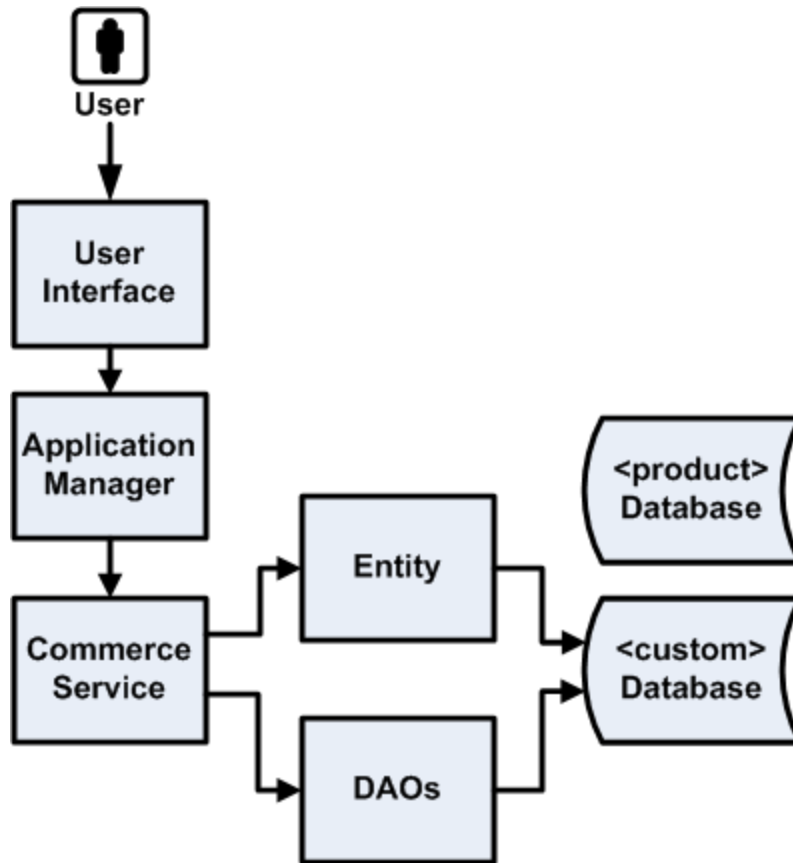 User
User
Interface
Application
Manager
Commerce
Service
Entity
DAOs
<product>
Database
<custom>
Database